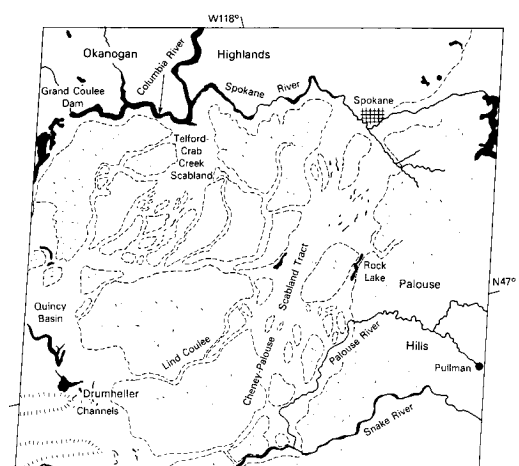 W118°
Okanogan
Columbia River
Highlands
Grand Coulee
Dam
Spokane River
Spokane
Telford-
Crab
Creek
Scabland
Rock
Lake
Palouse
N47°
Quincy
Basin
Lind Coulee
Cheney-Palouse Scabland Tract
Palouse River
Hills
Pullman
Drumheller
Channels
Snake River